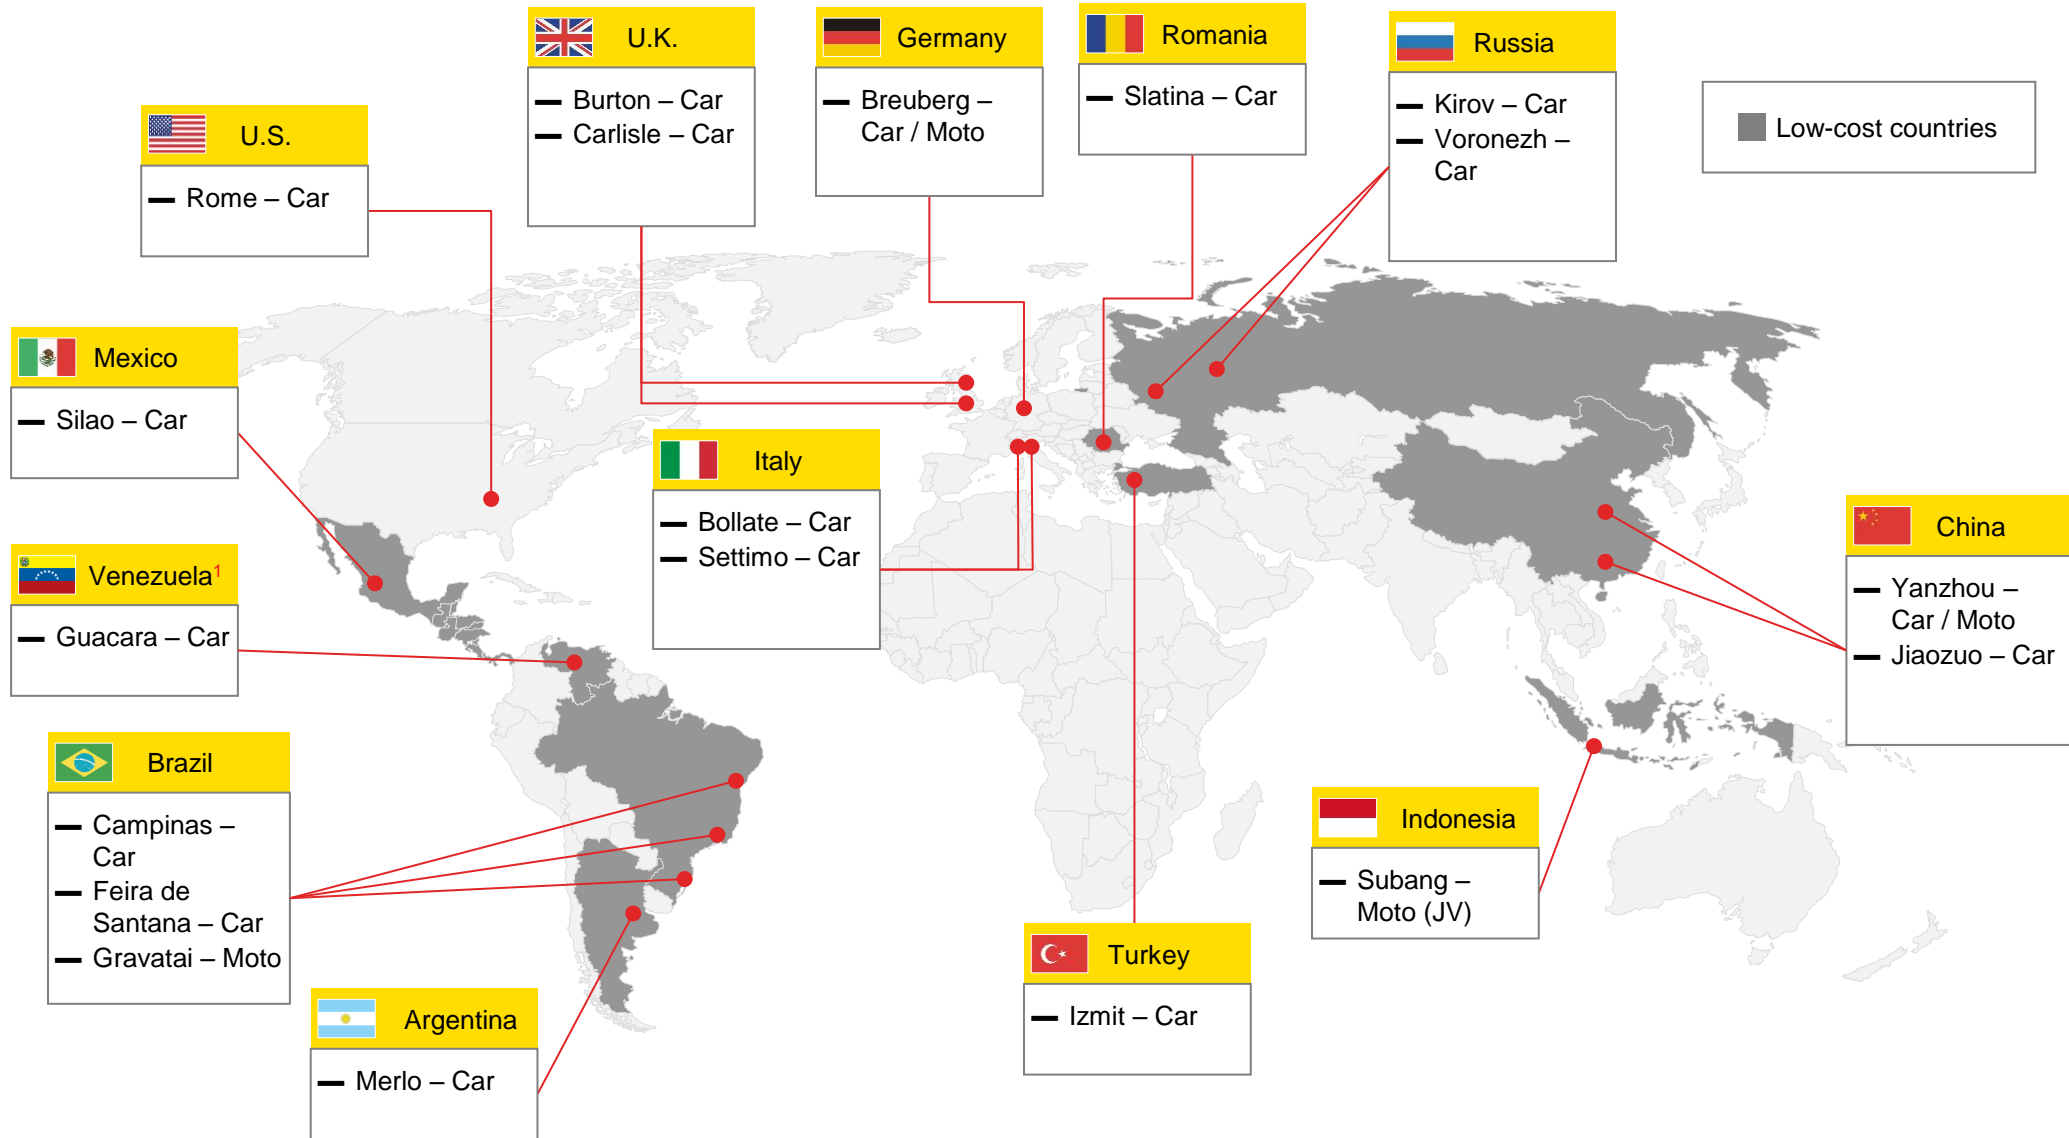 U.K.
Burton – Car
Carlisle – Car
Germany
Breuberg –
Car / Moto
Romania
Slatina – Car
Russia
Kirov – Car
Voronezh –
Car
Low-cost countries
U.S.
Rome – Car
Mexico
Silao – Car
Italy
Bollate – Car
Settimo – Car
Venezuela¹
Guacara – Car
China
Yanzhou –
Car / Moto
Jiaozuo – Car
Brazil
Campinas –
Car
Feira de
Santana – Car
Gravatai – Moto
Indonesia
Subang –
Moto (JV)
Turkey
Izmit – Car
Argentina
Merlo – Car